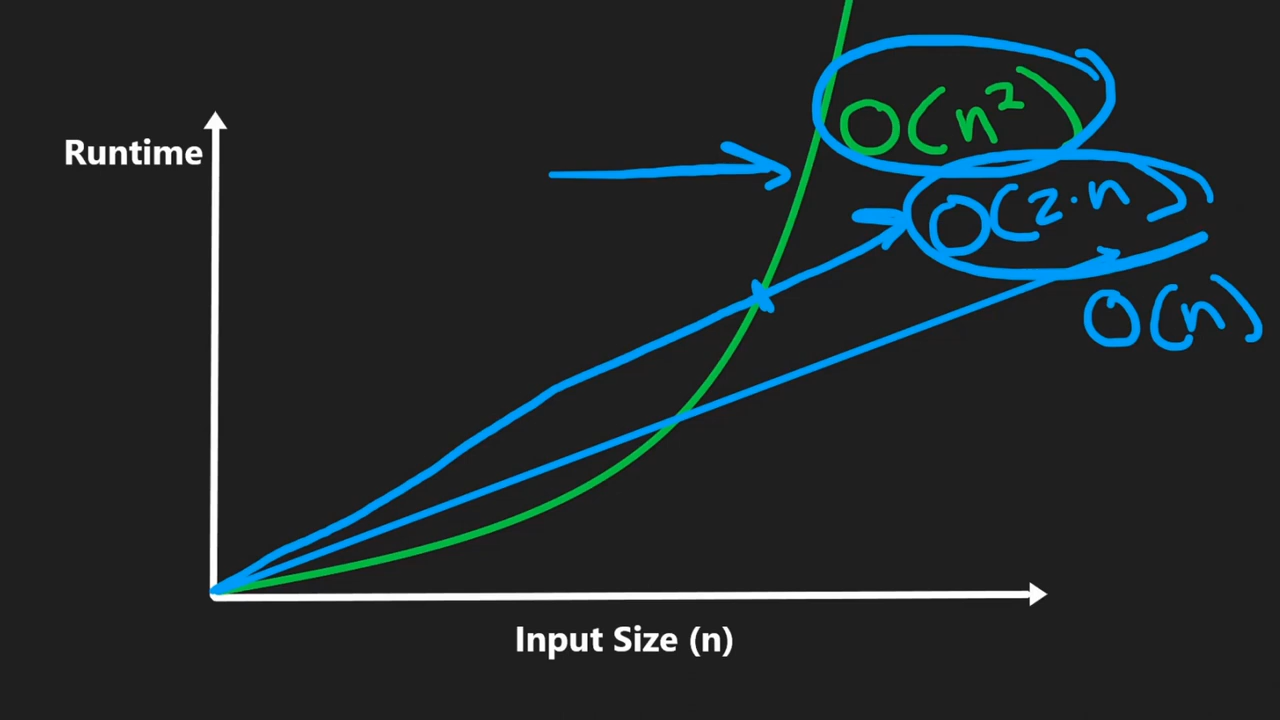 O(n²)
Runtime
O(2·n)
O(n)
Input Size (n)